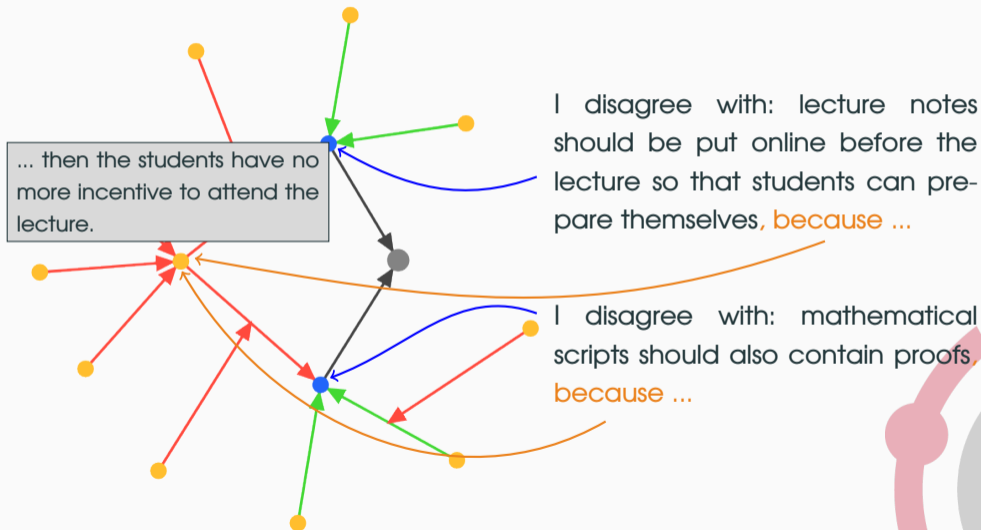 ... then the students have no
more incentive to attend the
lecture.
I disagree with: lecture notes
should be put online before the
lecture so that students can pre-
pare themselves, because ...
I disagree with: mathematical
scripts should also contain proofs,
because ...